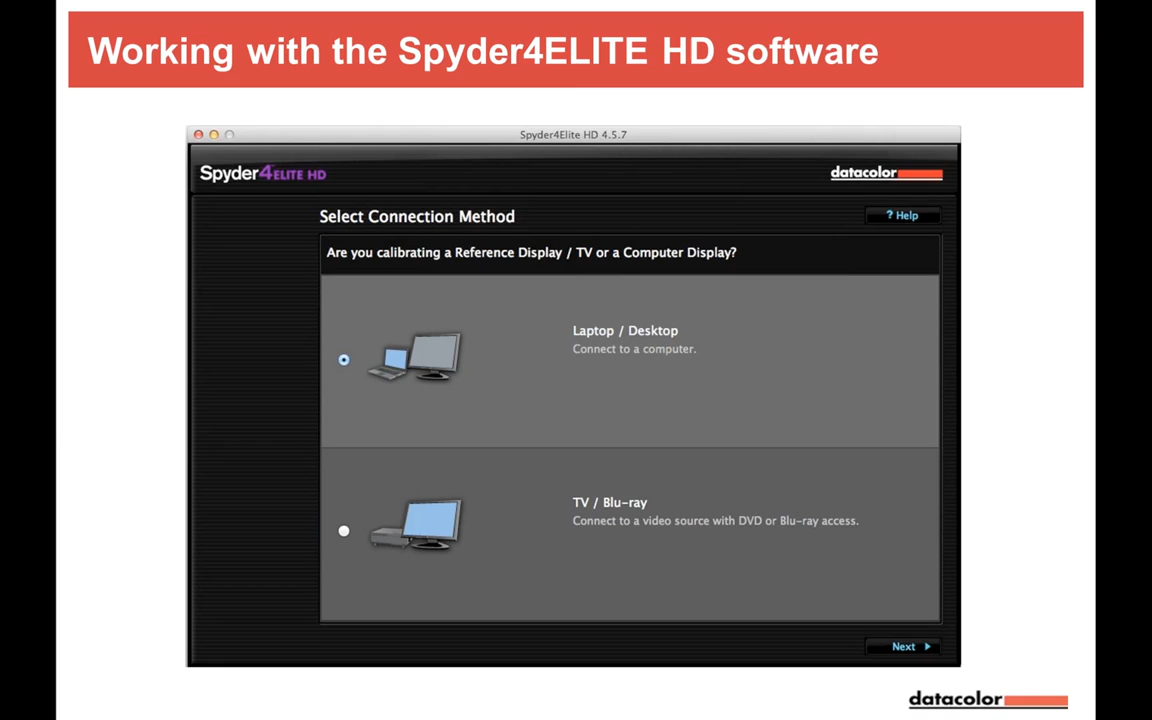 Working with the Spyder4ELITE HD software
Spyder4Elite HD 4.5.7
Spyder4ELITE HD
datacolor
Select Connection Method
? Help
Are you calibrating a Reference Display / TV or a Computer Display?
Laptop / Desktop
Connect to a computer.
TV / Blu-ray
Connect to a video source with DVD or Blu-ray access.
Next
datacolor